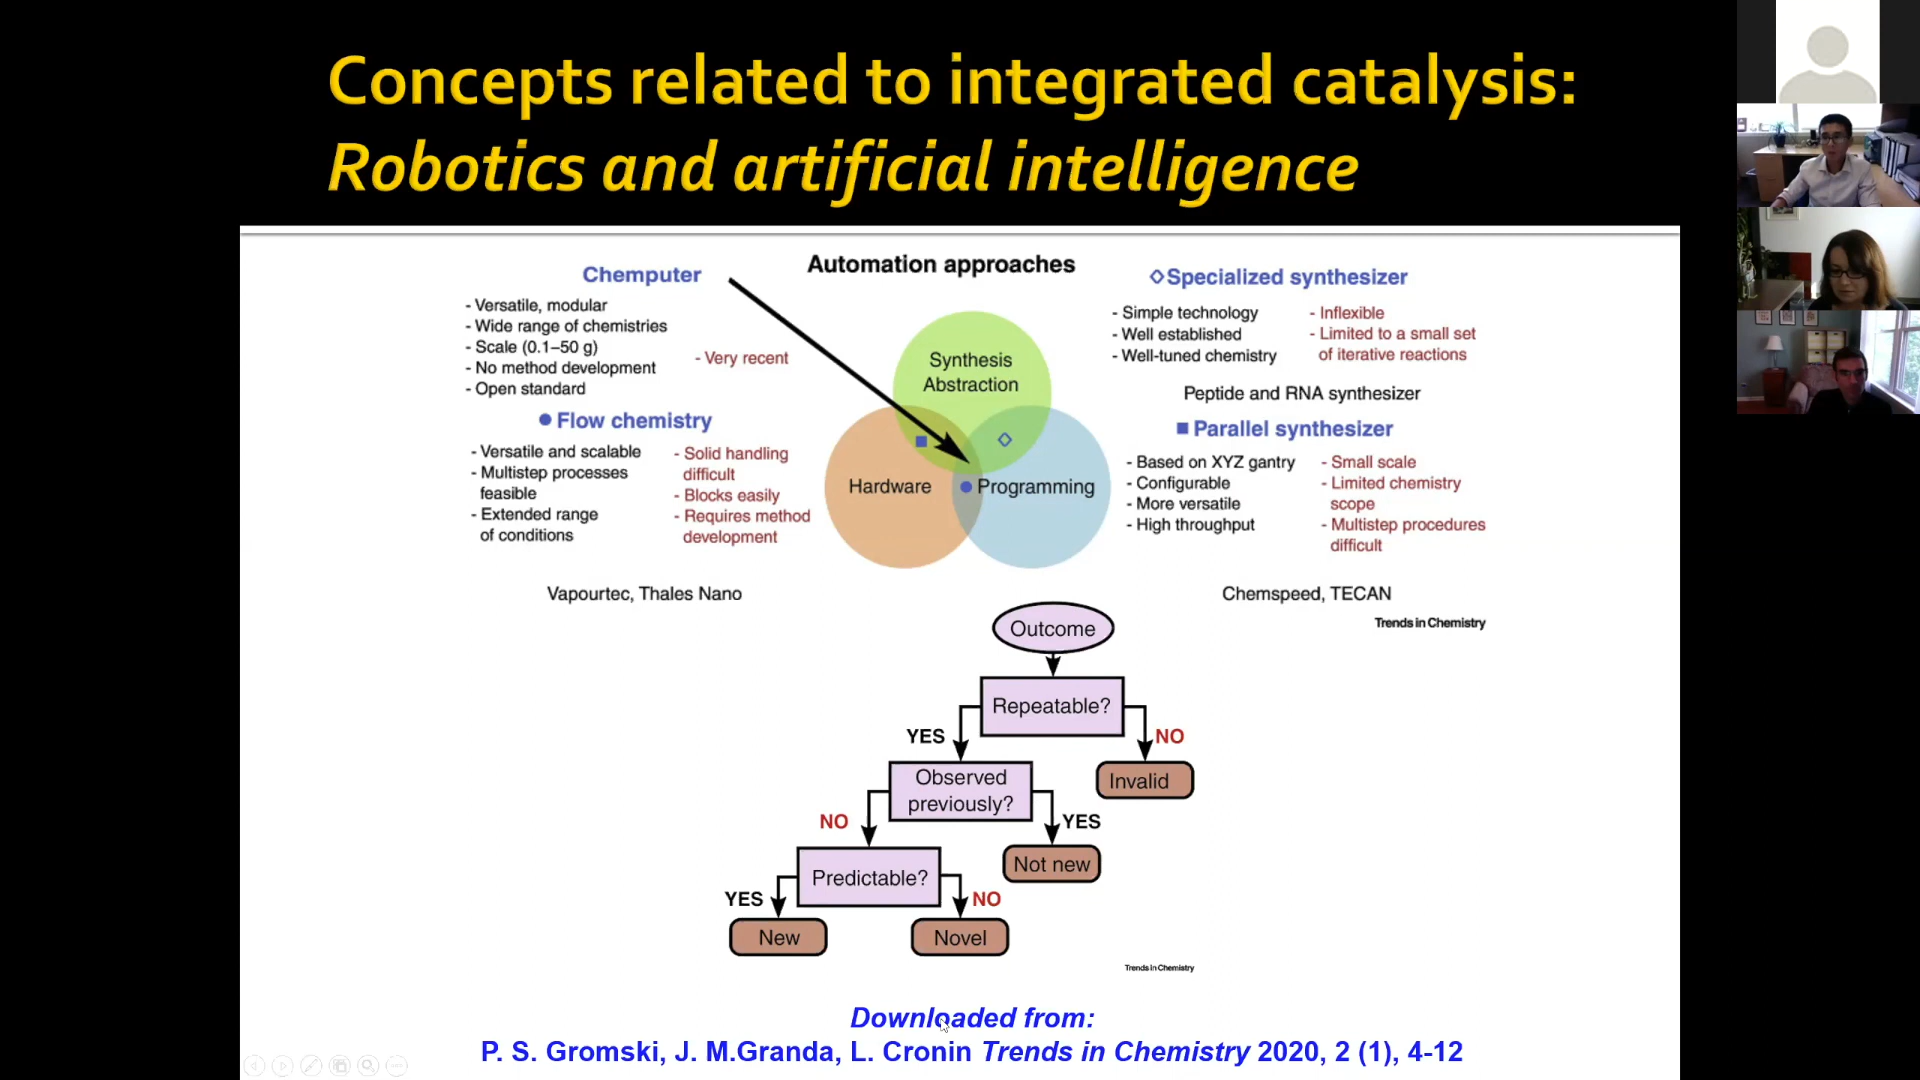 Concepts related to integrated catalysis:
Robotics and artificial intelligence
Automation approaches
Chemputer
- Versatile, modular
- Wide range of chemistries
- Scale (0.1–50 g)
- No method development
- Open standard
- Very recent
Flow chemistry
- Versatile and scalable
- Multistep processes
feasible
- Extended range
of conditions
- Solid handling
difficult
- Blocks easily
- Requires method
development
Vapourtec, Thales Nano
Synthesis
Abstraction
Hardware
Programming
Specialized synthesizer
- Simple technology
- Well established
- Well-tuned chemistry
- Inflexible
- Limited to a small set
of iterative reactions
Peptide and RNA synthesizer
Parallel synthesizer
- Based on XYZ gantry
- Configurable
- More versatile
- High throughput
- Small scale
- Limited chemistry
scope
- Multistep procedures
difficult
Chemspeed, TECAN
Trends in Chemistry
Outcome
Repeatable?
YES
NO
Observed
previously?
Invalid
NO
YES
Predictable?
Not new
YES
NO
New
Novel
Trends in Chemistry
Downloaded from:
P. S. Gromski, J. M.Granda, L. Cronin Trends in Chemistry 2020, 2 (1), 4-12